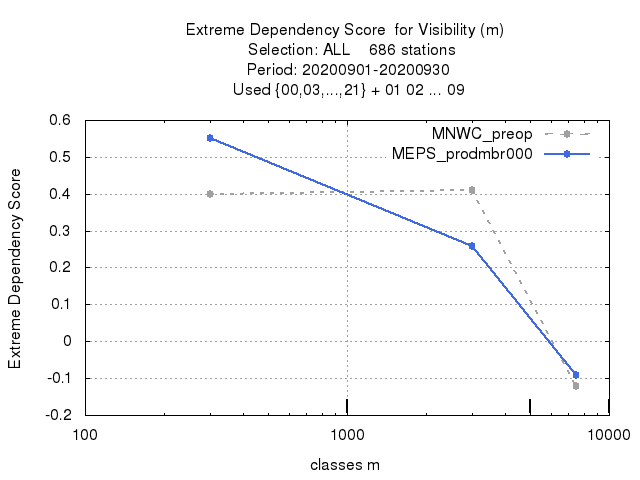 Extreme Dependency Score  for Visibility (m)
Selection: ALL    686 stations
Period: 20200901-20200930
Used {00,03,...,21} + 01 02 ... 09
MNWC_preop
MEPS_prodmbr000
Extreme Dependency Score
0.6
0.5
0.4
0.3
0.2
0.1
0
-0.1
-0.2
100
1000
10000
classes m